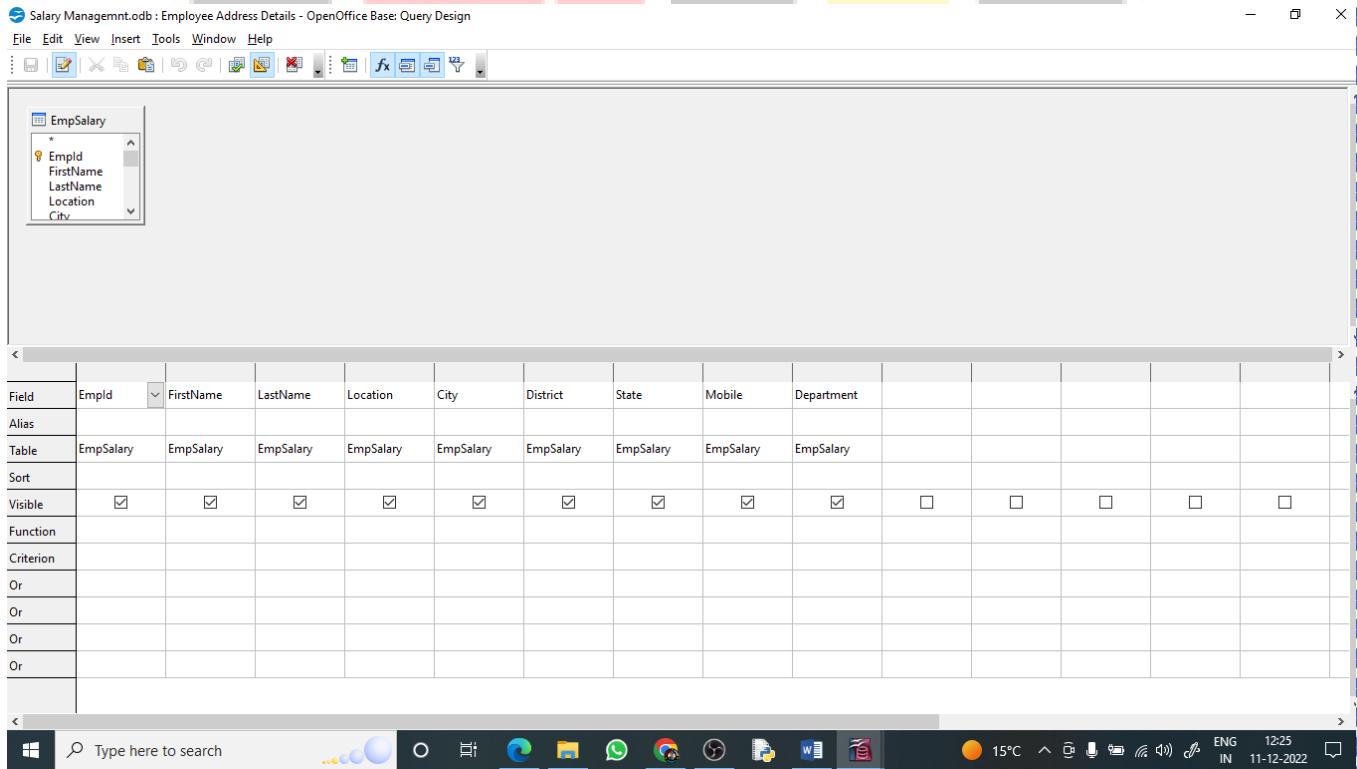 Salary Managemnt.odb : Employee Address Details - OpenOffice Base: Query Design
File Edit View Insert Tools Window Help
EmpSalary
*
EmpId
FirstName
LastName
Location
City
Field EmpId FirstName LastName Location City District State Mobile Department
Alias
Table EmpSalary EmpSalary EmpSalary EmpSalary EmpSalary EmpSalary EmpSalary EmpSalary EmpSalary
Sort
Visible
Function
Criterion
Or
Or
Or
Or
Type here to search 15°C ENG 12:25
IN 11-12-2022